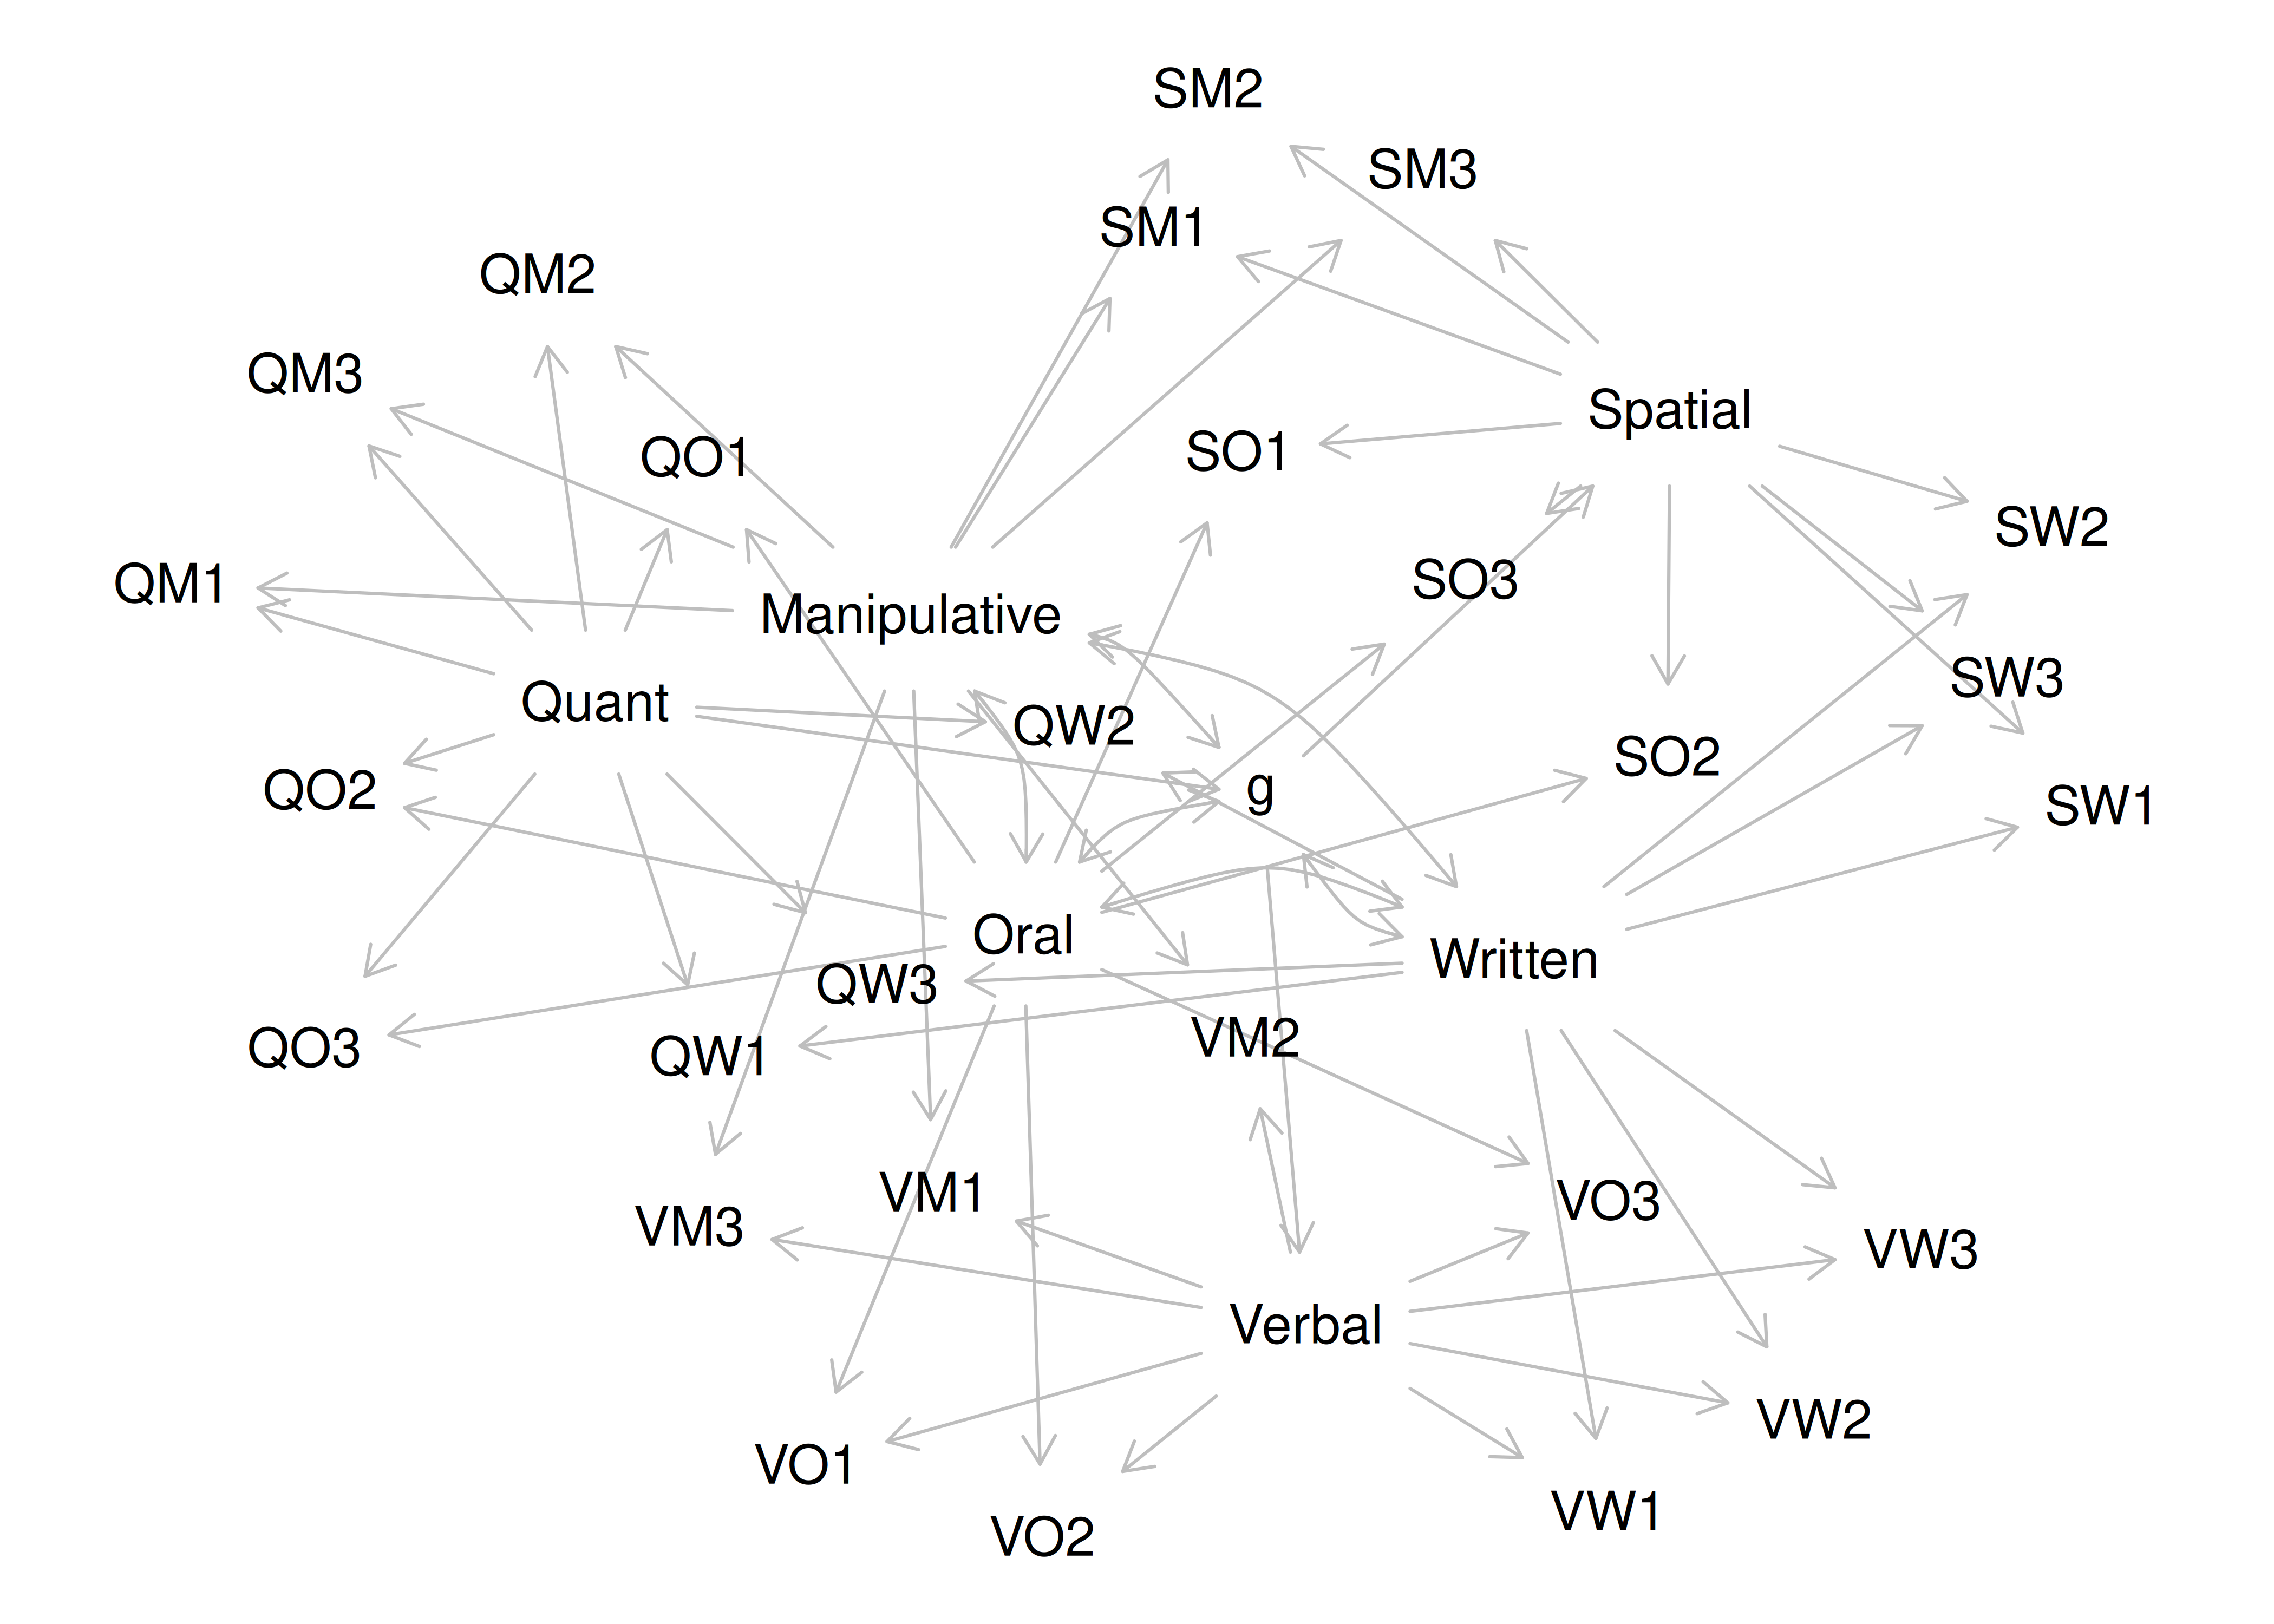 SM2
SM3
SM1
QM2
QM3
Spatial
QO1
SO1
SW2
QM1
SO3
Manipulative
SW3
Quant
QW2
SO2
QO2
g
SW1
Oral
Written
QW3
VM2
QO3
QW1
VM1
VO3
VM3
VW3
Verbal
VW2
VO1
VW1
VO2